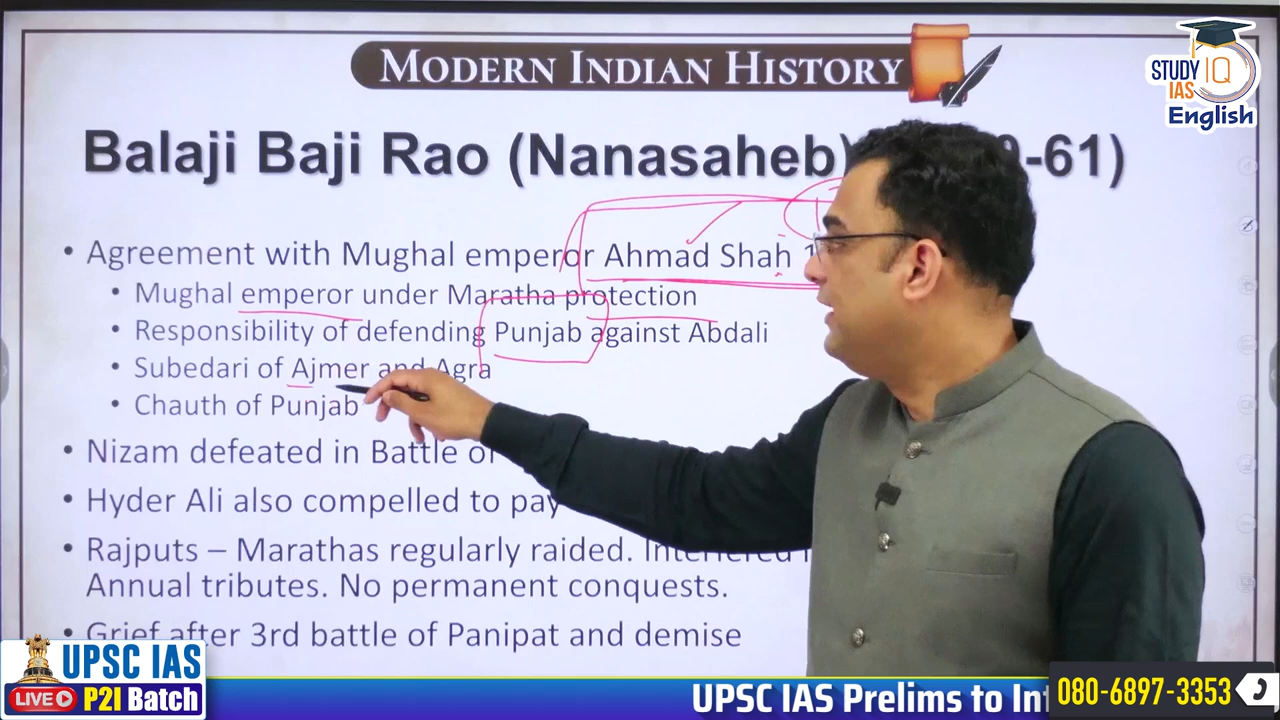 MODERN INDIAN HISTORY
STUDY IQ
IAS
English
Balaji Baji Rao (Nanasaheb) 9-61)
• Agreement with Mughal emperor Ahmad Shah 1
• Mughal emperor under Maratha protection
• Responsibility of defending Punjab against Abdali
• Subedari of Ajmer and Agra
• Chauth of Punjab
• Nizam defeated in Battle of
• Hyder Ali also compelled to pay
• Rajputs – Marathas regularly raided. Interfered
Annual tributes. No permanent conquests.
• Grief after 3rd battle of Panipat and demise
UPSC IAS
LIVE P2I Batch
UPSC IAS Prelims to Int
080-6897-3353